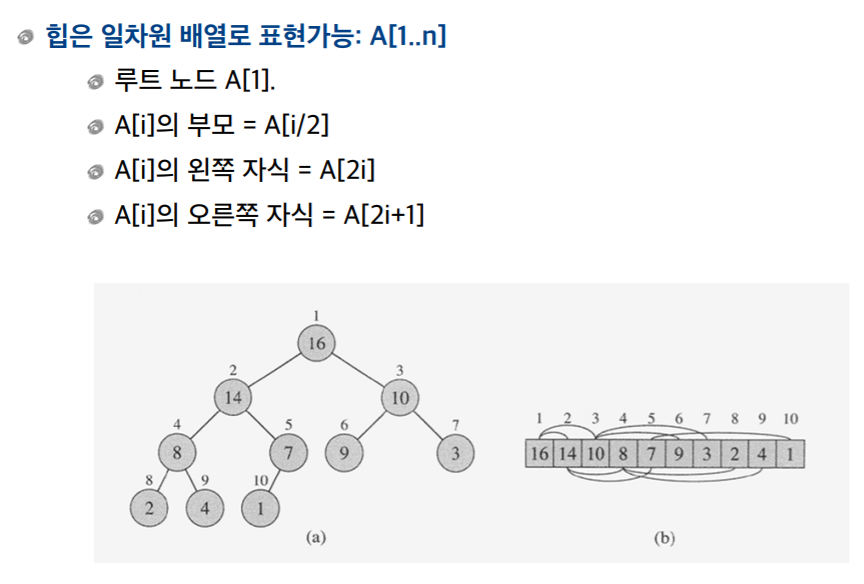 힙은 일차원 배열로 표현가능: A[1..n]
루트 노드 A[1].
A[i]의 부모 = A[i/2]
A[i]의 왼쪽 자식 = A[2i]
A[i]의 오른쪽 자식 = A[2i+1]
1
16
2 3
14 10
4 5 6 7
8 7 9 3
8 9 10
2 4 1
(a)
1 2 3 4 5 6 7 8 9 10
16 14 10 8 7 9 3 2 4 1
(b)